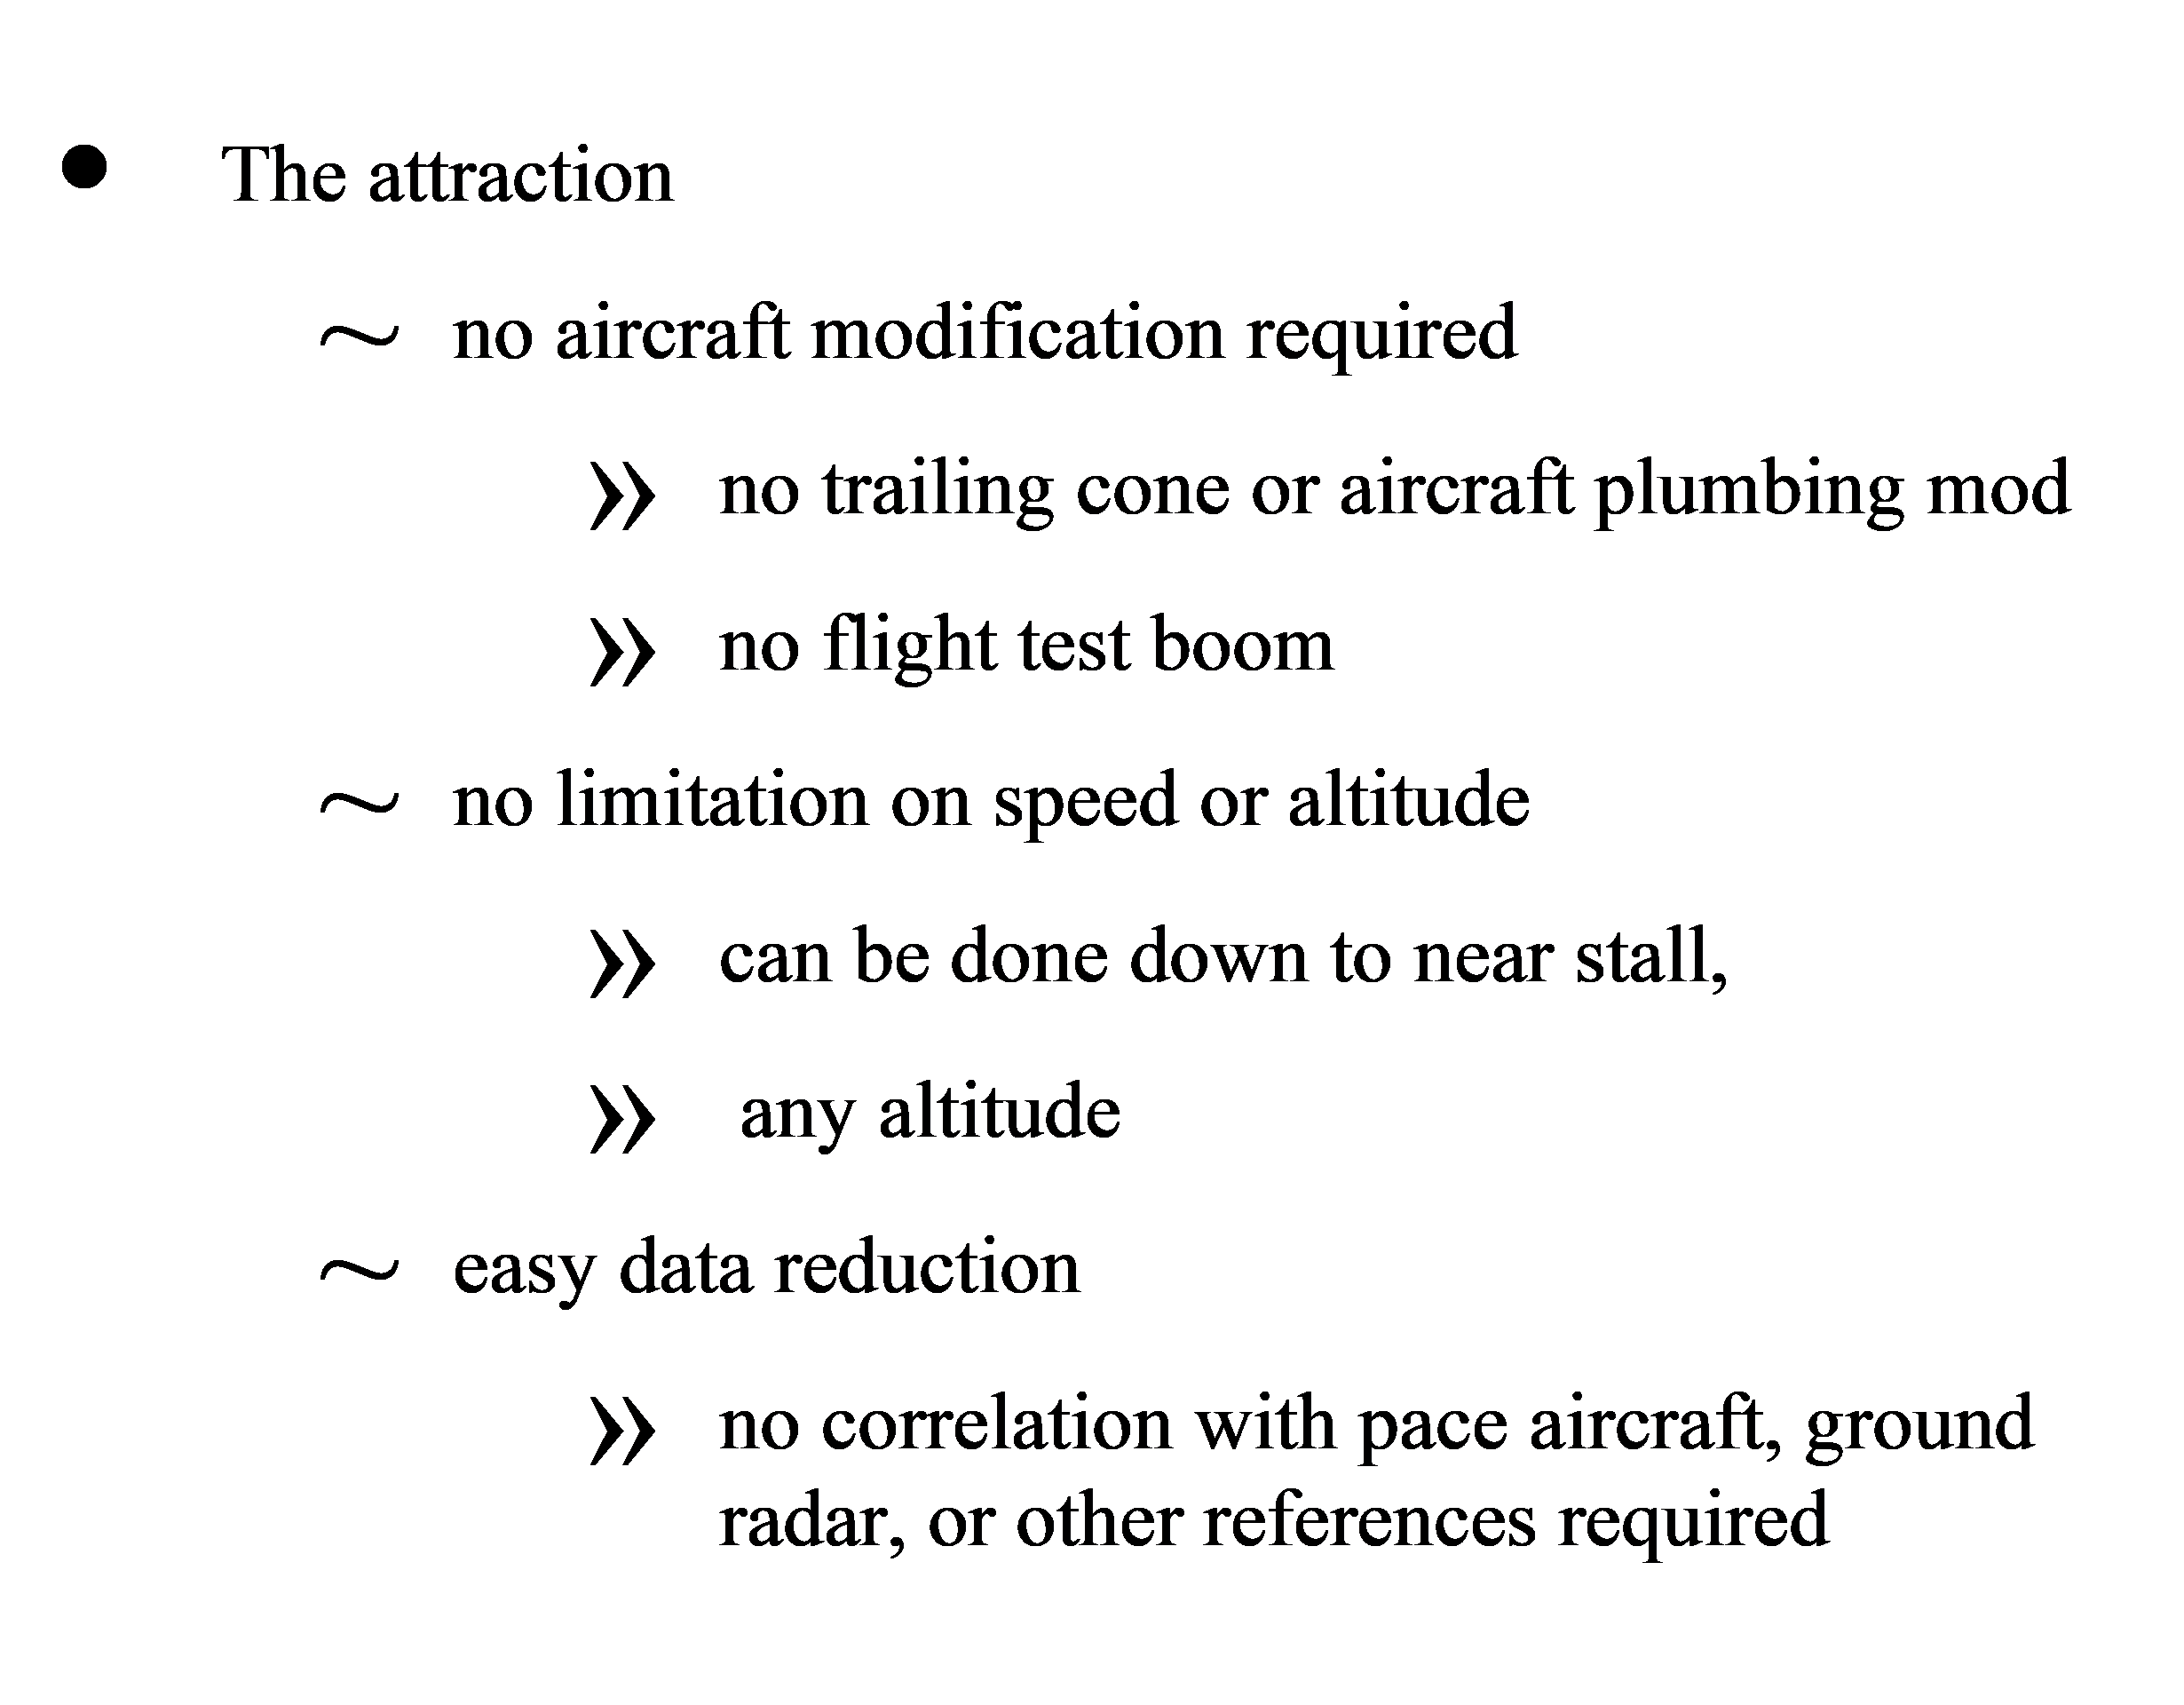 ● The attraction
~ no aircraft modification required
» no trailing cone or aircraft plumbing mod
» no flight test boom
~ no limitation on speed or altitude
» can be done down to near stall,
» any altitude
~ easy data reduction
» no correlation with pace aircraft, ground
radar, or other references required